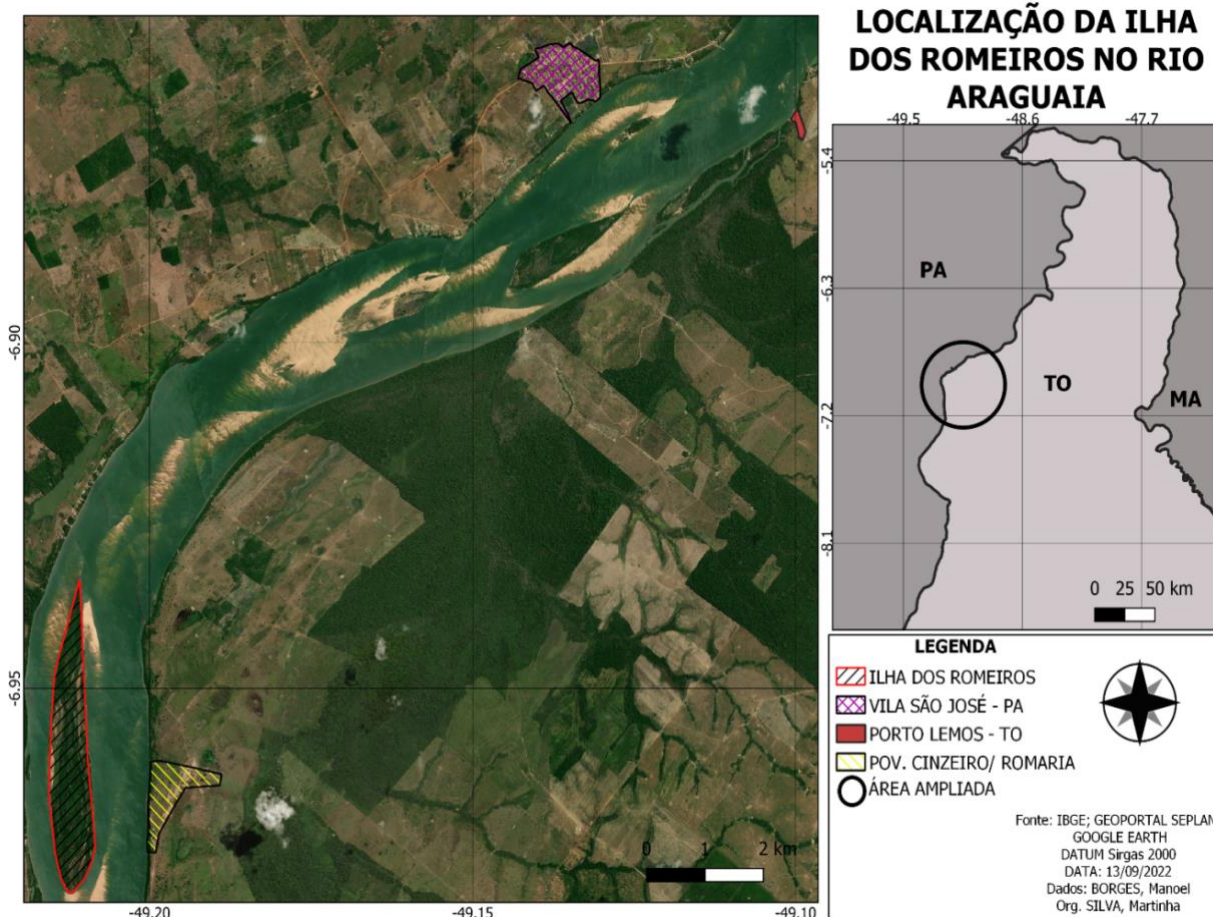 LOCALIZAÇÃO DA ILHA
DOS ROMEIROS NO RIO
ARAGUAIA
-49.5 -48.6 -47.7
-5.4
-6.3
-7.2
-8.1
PA
TO
MA
0 25 50 km
-6.90
-6.95
0 1 2 km
-49.20 -49.15 -49.10
LEGENDA
ILHA DOS ROMEIROS
VILA SÃO JOSÉ - PA
PORTO LEMOS - TO
POV. CINZEIRO/ ROMARIA
ÁREA AMPLIADA
Fonte: IBGE; GEOPORTAL SEPLAN
GOOGLE EARTH
DATUM Sirgas 2000
DATA: 13/09/2022
Dados: BORGES, Manoel
Org. SILVA, Martinha